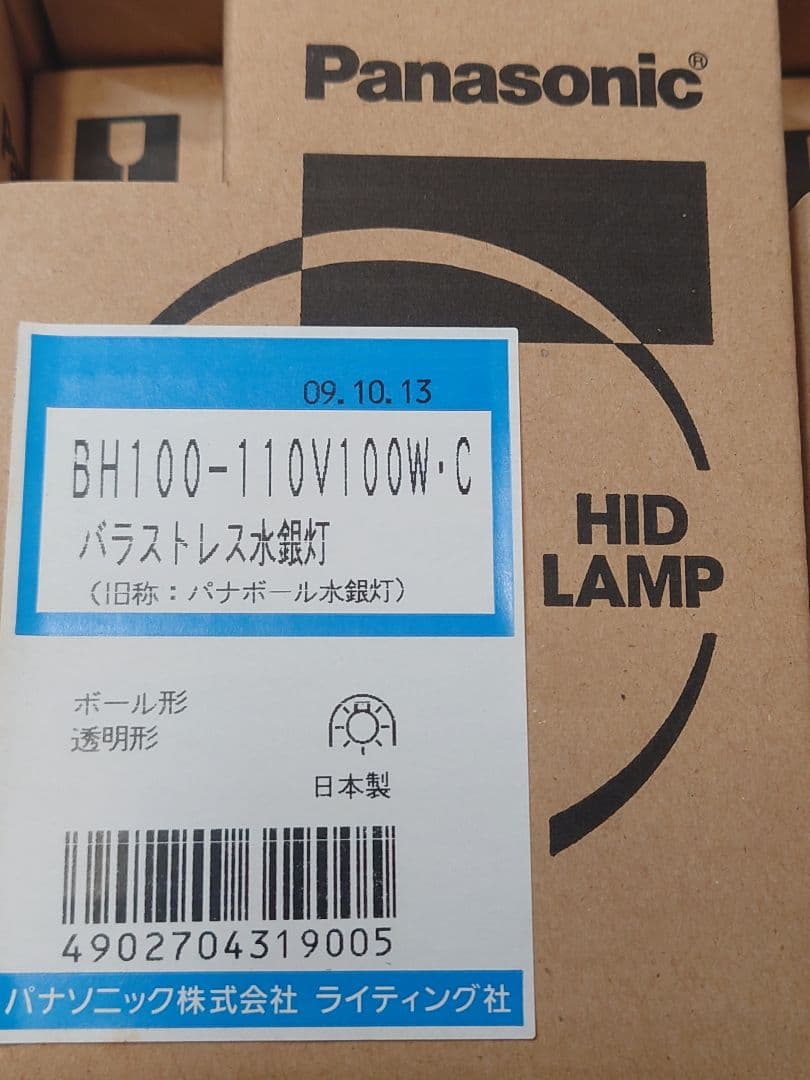 Panasonic®
09.10.13
BH100-110V100W·C
バラストレス水銀灯
(旧称：パナボール水銀灯)
HID
LAMP
ボール形
透明形
日本製
4902704319005
パナソニック株式会社 ライティング社